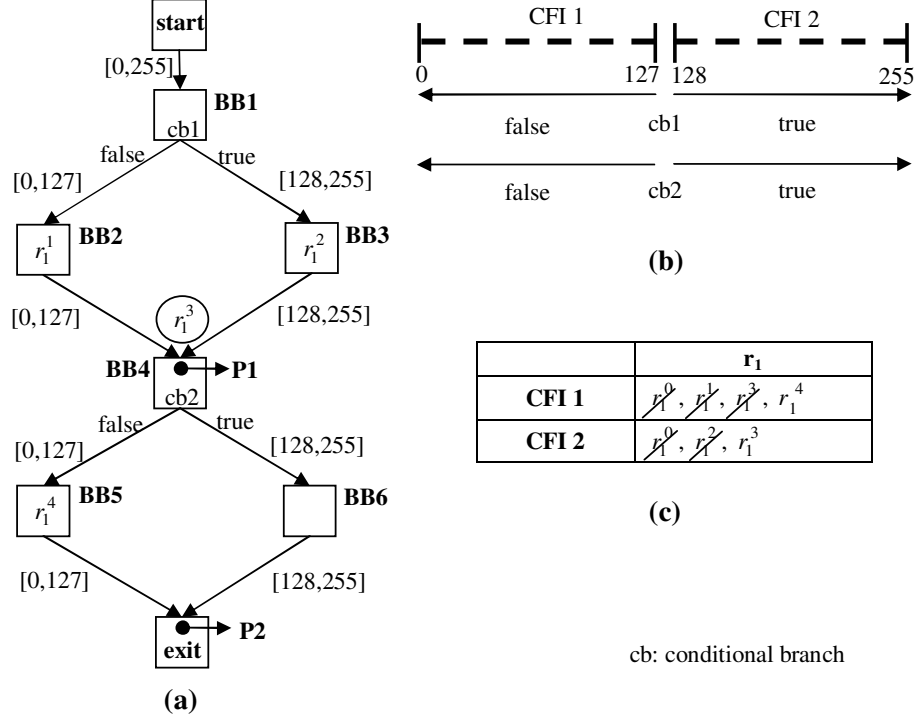 start
[0,255]
BB1
cb1
false
true
[0,127]
[128,255]
BB2
r₁¹
r₁²
BB3
[0,127]
r₁³
[128,255]
BB4
P1
cb2
false
true
[0,127]
[128,255]
BB5
r₁⁴
BB6
[0,127]
[128,255]
P2
exit
(a)
CFI 1
CFI 2
0
127
128
255
false
cb1
true
false
cb2
true
(b)
r₁
CFI 1
r₁⁰, r₁¹, r₁³, r₁⁴
CFI 2
r₁⁰, r₁², r₁³
(c)
cb: conditional branch